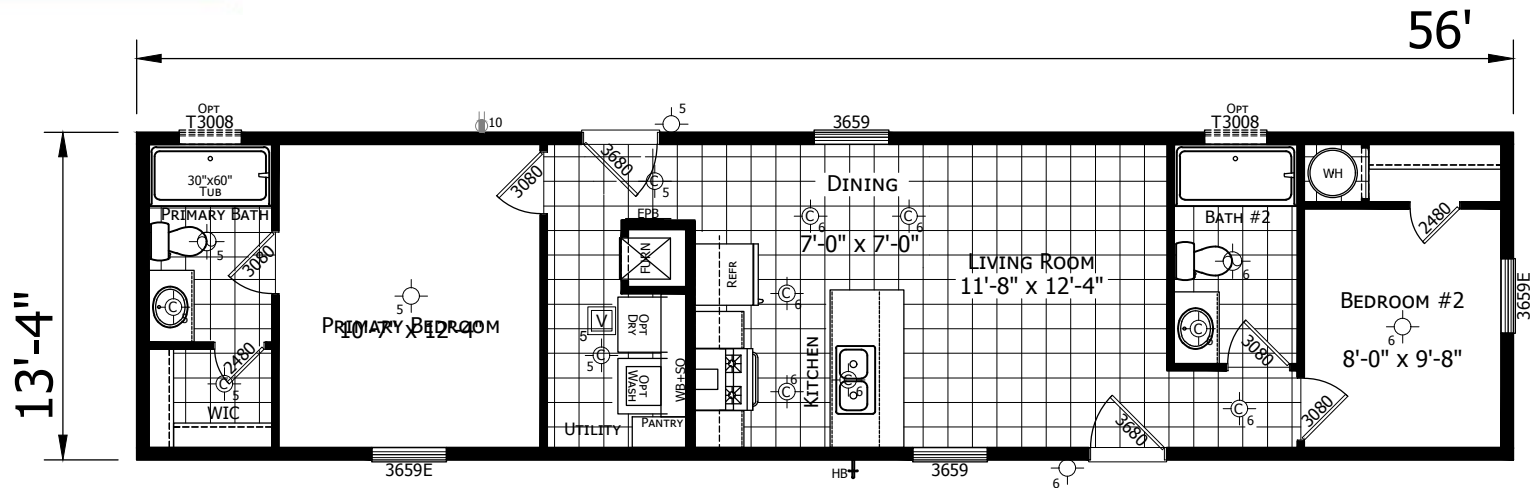 56'
13'-4"
OPT
T3008
10
5
3680
5
3659
OPT
T3008
30"x60"
TUB
PRIMARY BATH
5
3080
5
2480
5
WIC
5
PRIMARY BEDROOM
10'-7" x 12'-4"
3659E
3080
EPB
FURN
V
5
5
OPT
DRY
OPT
WASH
WB+SO
UTILITY
PANTRY
REFR
C
6
C
6
KITCHEN
C
6
HB
DINING
C
6
C
6
7'-0" x 7'-0"
LIVING ROOM
11'-8" x 12'-4"
3659
3680
6
BATH #2
6
C
6
3080
C
6
3080
WH
2480
BEDROOM #2
6
8'-0" x 9'-8"
3659E